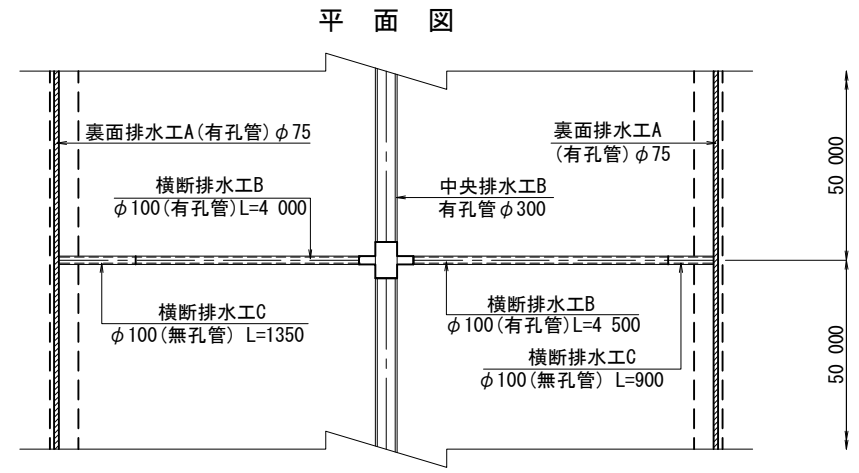 平 面 図
裏面排水工A(有孔管)φ75
裏面排水工A
(有孔管)φ75
横断排水工B
φ100(有孔管)L=4 000
中央排水工B
有孔管φ300
50 000
横断排水工C
φ100(無孔管) L=1350
横断排水工B
φ100(有孔管)L=4 500
横断排水工C
φ100(無孔管) L=900
50 000